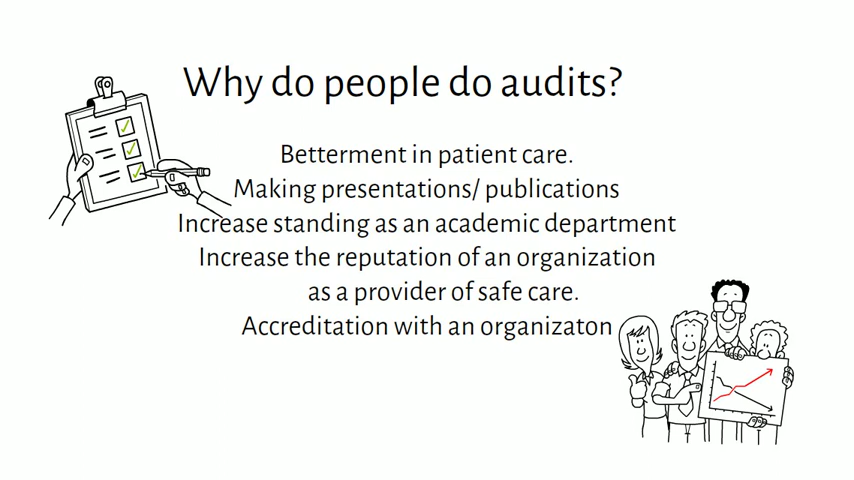 Why do people do audits?
Betterment in patient care.
Making presentations/ publications
Increase standing as an academic department
Increase the reputation of an organization
as a provider of safe care.
Accreditation with an organizaton